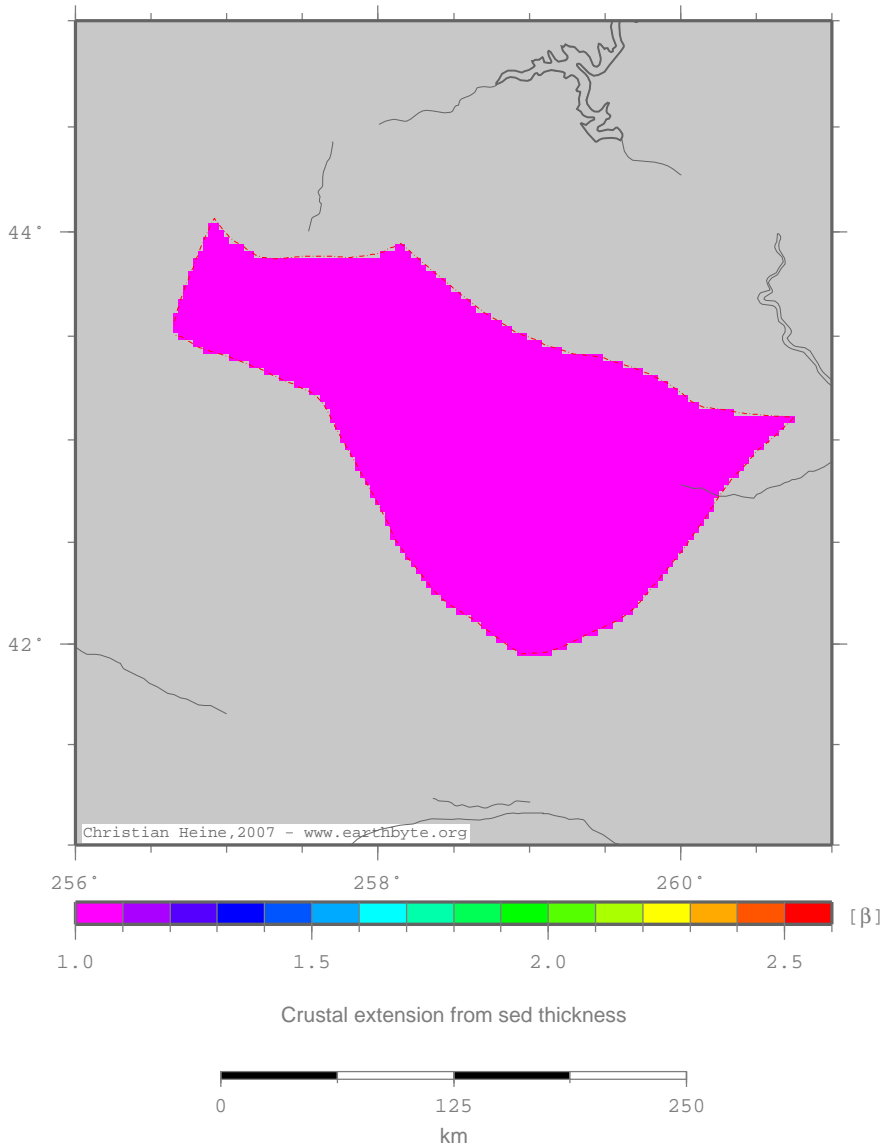 44°
42°
Christian Heine,2007 - www.earthbyte.org
256° 258° 260°
[β]
1.0 1.5 2.0 2.5
Crustal extension from sed thickness
0 125 250
km